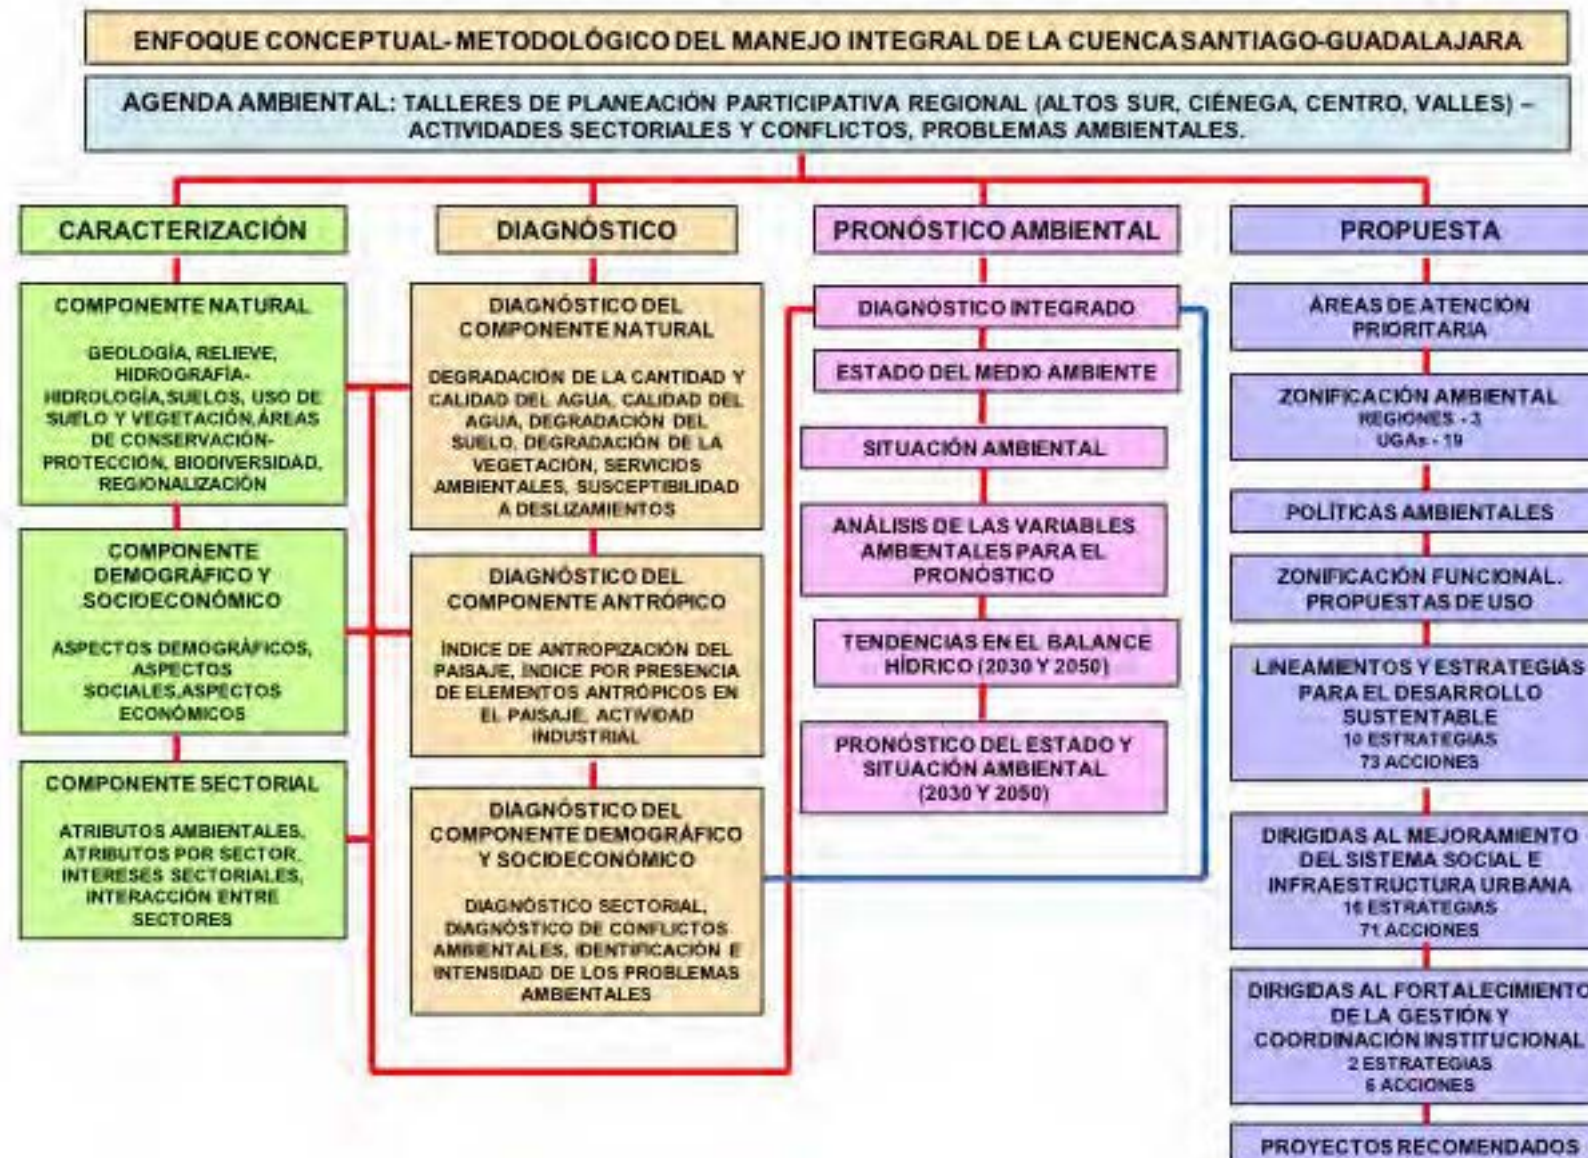 ENFOQUE CONCEPTUAL-METODOLÓGICO DEL MANEJO INTEGRAL DE LA CUENCA SANTIAGO-GUADALAJARA
AGENDA AMBIENTAL: TALLERES DE PLANEACIÓN PARTICIPATIVA REGIONAL (ALTOS SUR, CIÉNEGA, CENTRO, VALLES) –
ACTIVIDADES SECTORIALES Y CONFLICTOS, PROBLEMAS AMBIENTALES.
CARACTERIZACIÓN
COMPONENTE NATURAL
GEOLOGÍA, RELIEVE,
HIDROGRAFÍA-
HIDROLOGÍA,SUELOS, USO DE
SUELO Y VEGETACIÓN,ÁREAS
DE CONSERVACIÓN-
PROTECCIÓN, BIODIVERSIDAD,
REGIONALIZACIÓN
COMPONENTE
DEMOGRÁFICO Y
SOCIOECONÓMICO
ASPECTOS DEMOGRÁFICOS,
ASPECTOS
SOCIALES,ASPECTOS
ECONÓMICOS
COMPONENTE SECTORIAL
ATRIBUTOS AMBIENTALES,
ATRIBUTOS POR SECTOR,
INTERESES SECTORIALES,
INTERACCIÓN ENTRE
SECTORES
DIAGNÓSTICO
DIAGNÓSTICO DEL
COMPONENTE NATURAL
DEGRADACIÓN DE LA CANTIDAD Y
CALIDAD DEL AGUA, CALIDAD DEL
AGUA, DEGRADACIÓN DEL
SUELO, DEGRADACIÓN DE LA
VEGETACIÓN, SERVICIOS
AMBIENTALES, SUSCEPTIBILIDAD
A DESLIZAMIENTOS
DIAGNÓSTICO DEL
COMPONENTE ANTRÓPICO
ÍNDICE DE ANTROPIZACIÓN DEL
PAISAJE, ÍNDICE POR PRESENCIA
DE ELEMENTOS ANTRÓPICOS EN
EL PAISAJE, ACTIVIDAD
INDUSTRIAL
DIAGNÓSTICO DEL
COMPONENTE DEMOGRÁFICO
Y SOCIOECONÓMICO
DIAGNÓSTICO SECTORIAL,
DIAGNÓSTICO DE CONFLICTOS
AMBIENTALES, IDENTIFICACIÓN E
INTENSIDAD DE LOS PROBLEMAS
AMBIENTALES
PRONÓSTICO AMBIENTAL
DIAGNÓSTICO INTEGRADO
ESTADO DEL MEDIO AMBIENTE
SITUACIÓN AMBIENTAL
ANÁLISIS DE LAS VARIABLES
AMBIENTALES PARA EL
PRONÓSTICO
TENDENCIAS EN EL BALANCE
HÍDRICO (2030 Y 2050)
PRONÓSTICO DEL ESTADO Y
SITUACIÓN AMBIENTAL
(2030 Y 2050)
PROPUESTA
ÁREAS DE ATENCIÓN
PRIORITARIA
ZONIFICACIÓN AMBIENTAL
REGIONES - 3
UGAs - 19
POLÍTICAS AMBIENTALES
ZONIFICACIÓN FUNCIONAL.
PROPUESTAS DE USO
LINEAMIENTOS Y ESTRATEGIAS
PARA EL DESARROLLO
SUSTENTABLE
10 ESTRATEGIAS
73 ACCIONES
DIRIGIDAS AL MEJORAMIENTO
DEL SISTEMA SOCIAL E
INFRAESTRUCTURA URBANA
16 ESTRATEGIAS
71 ACCIONES
DIRIGIDAS AL FORTALECIMIENTO
DE LA GESTIÓN Y
COORDINACIÓN INSTITUCIONAL
2 ESTRATEGIAS
6 ACCIONES
PROYECTOS RECOMENDADOS